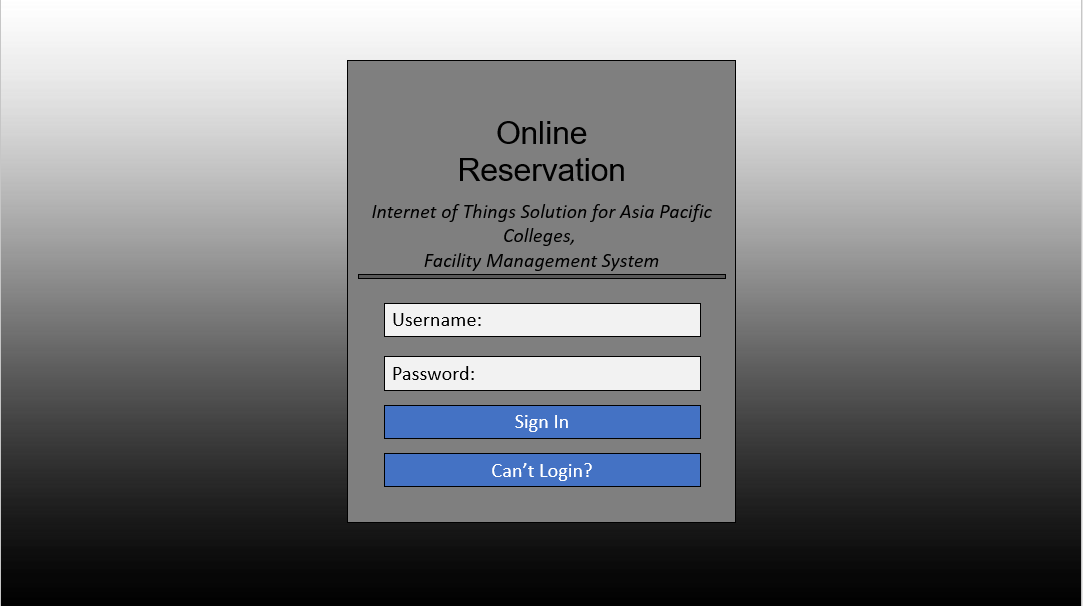 Online
Reservation
Internet of Things Solution for Asia Pacific
Colleges,
Facility Management System
Username:
Password:
Sign In
Can’t Login?